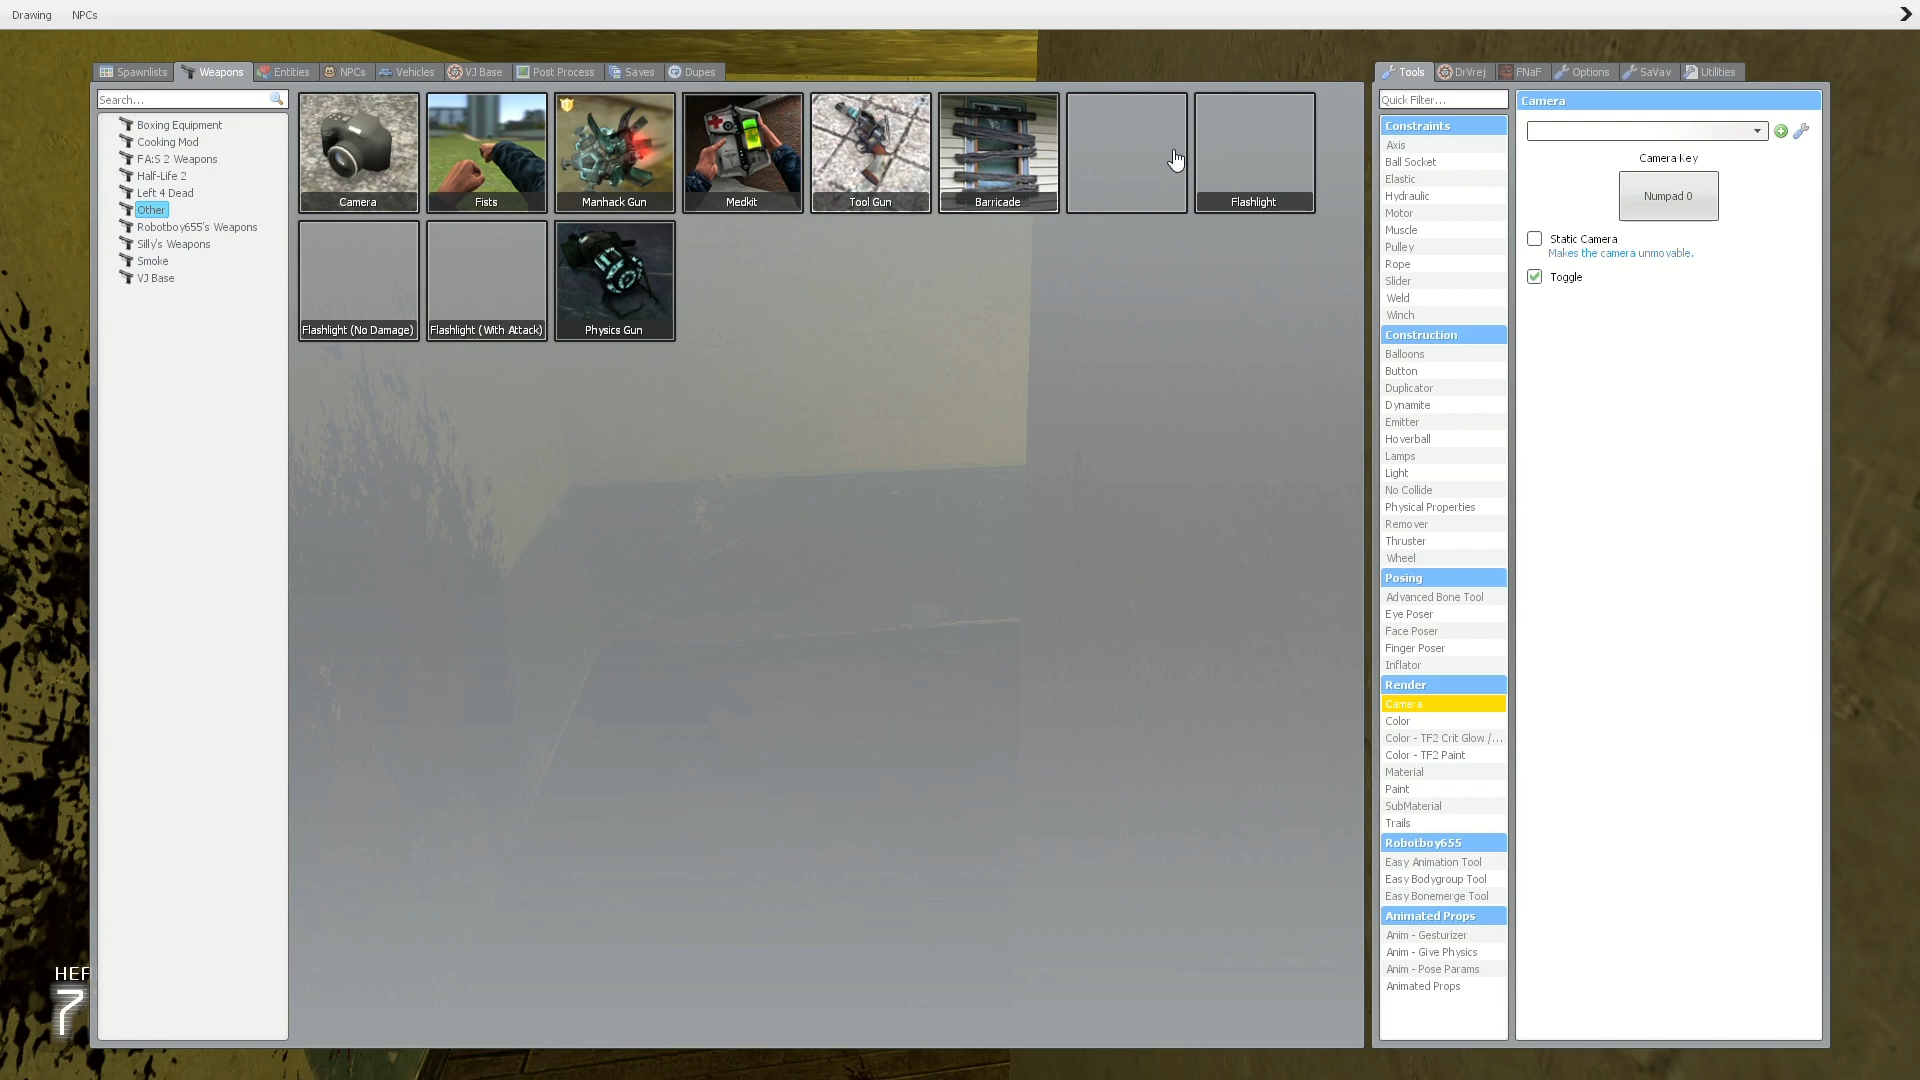 Drawing NPCs
Spawnlists Weapons Entities NPCs Vehicles VJ Base Post Process Saves Dupes
Tools DrVrej FNaF Options SaVav Utilities
Search...
Boxing Equipment
Cooking Mod
FA:S 2 Weapons
Half-Life 2
Left 4 Dead
Other
Robotboy655's Weapons
Silly's Weapons
Smoke
VJ Base
Camera
Fists
Manhack Gun
Medkit
Tool Gun
Barricade
Flashlight
Flashlight (No Damage)
Flashlight (With Attack)
Physics Gun
Quick Filter...
Constraints
Axis
Ball Socket
Elastic
Hydraulic
Motor
Muscle
Pulley
Rope
Slider
Weld
Winch
Construction
Balloons
Button
Duplicator
Dynamite
Emitter
Hoverball
Lamps
Light
No Collide
Physical Properties
Remover
Thruster
Wheel
Posing
Advanced Bone Tool
Eye Poser
Face Poser
Finger Poser
Inflator
Render
Camera
Color
Color - TF2 Crit Glow /...
Color - TF2 Paint
Material
Paint
SubMaterial
Trails
Robotboy655
Easy Animation Tool
Easy Bodygroup Tool
Easy Bonemerge Tool
Animated Props
Anim - Gesturizer
Anim - Give Physics
Anim - Pose Params
Animated Props
Camera
Camera Key
Numpad 0
Static Camera
Makes the camera unmovable.
Toggle
HEF
7